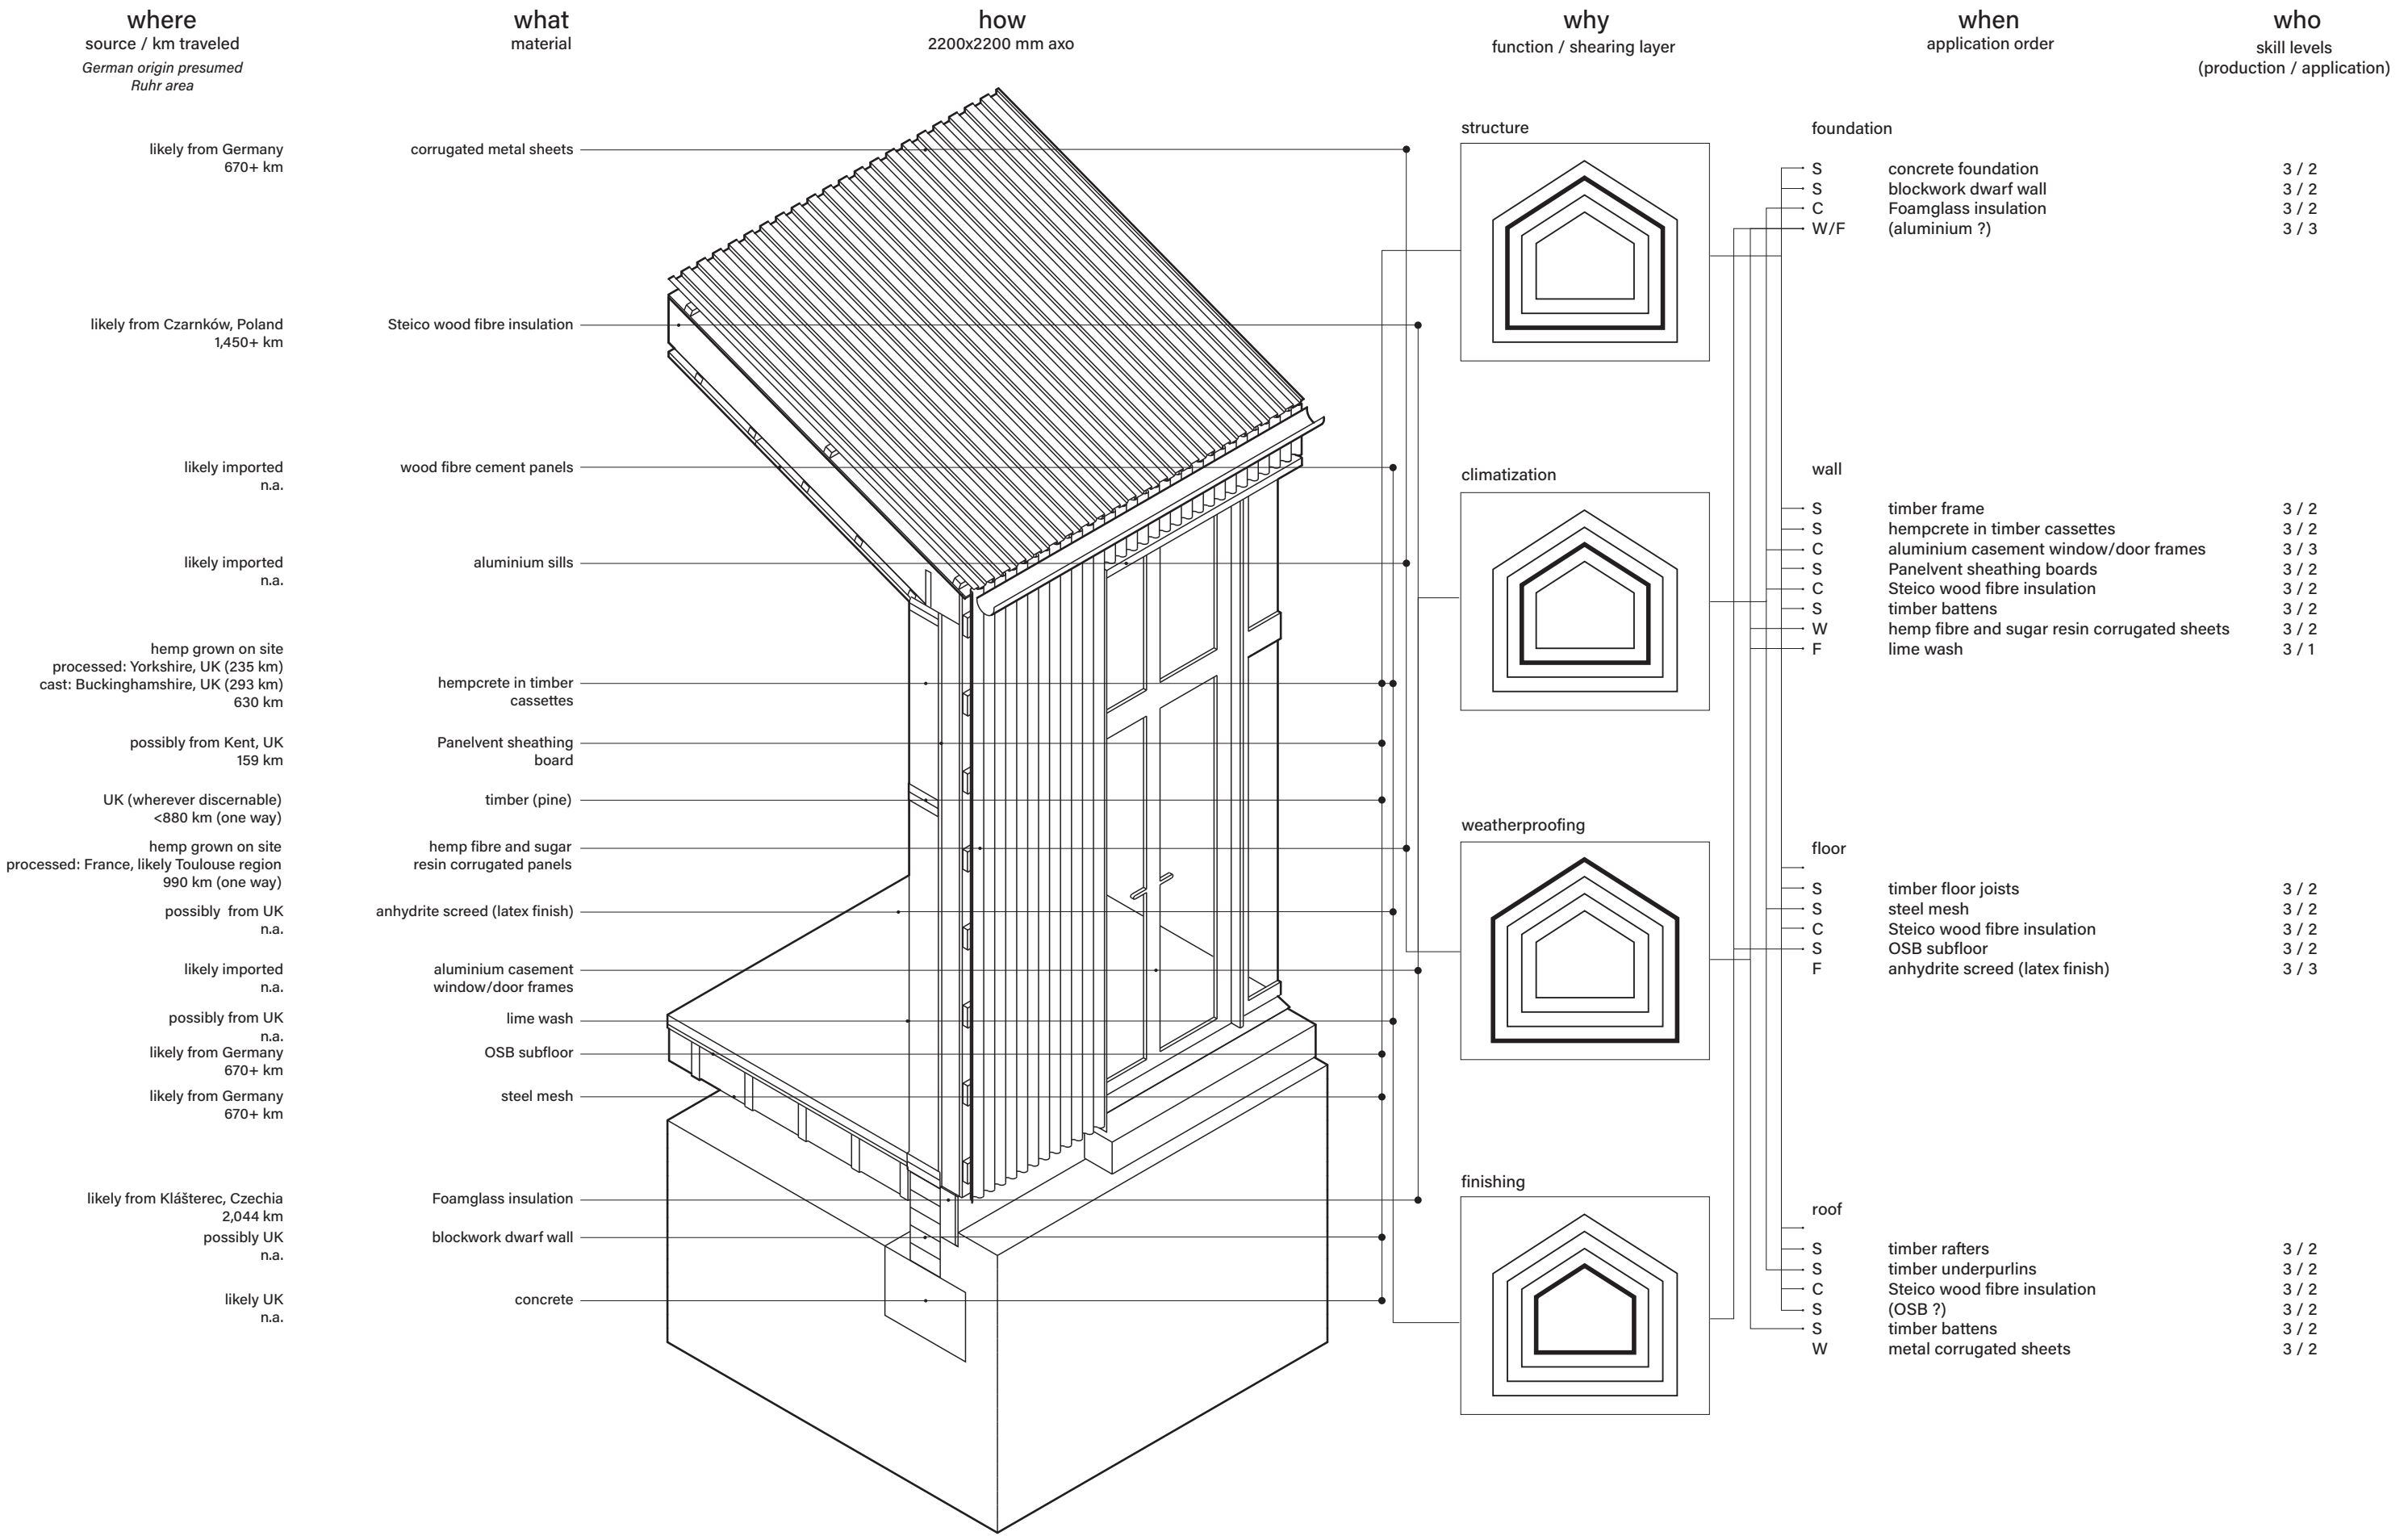 where
source / km traveled
German origin presumed
Ruhr area
what
material
how
2200x2200 mm axo
why
function / shearing layer
when
application order
who
skill levels
(production / application)
likely from Germany
670+ km
likely from Czarnków, Poland
1,450+ km
likely imported
n.a.
likely imported
n.a.
hemp grown on site
processed: Yorkshire, UK (235 km)
cast: Buckinghamshire, UK (293 km)
630 km
possibly from Kent, UK
159 km
UK (wherever discernable)
<880 km (one way)
hemp grown on site
processed: France, likely Toulouse region
990 km (one way)
possibly from UK
n.a.
likely imported
n.a.
possibly from UK
n.a.
likely from Germany
670+ km
likely from Germany
670+ km
likely from Klášterec, Czechia
2,044 km
possibly UK
n.a.
likely UK
n.a.
corrugated metal sheets
Steico wood fibre insulation
wood fibre cement panels
aluminium sills
hempcrete in timber
cassettes
Panelvent sheathing
board
timber (pine)
hemp fibre and sugar
resin corrugated panels
anhydrite screed (latex finish)
aluminium casement
window/door frames
lime wash
OSB subfloor
steel mesh
Foamglass insulation
blockwork dwarf wall
concrete
structure
climatization
weatherproofing
finishing
foundation
S concrete foundation 3 / 2
S blockwork dwarf wall 3 / 2
C Foamglass insulation 3 / 2
W/F (aluminium ?) 3 / 3
wall
S timber frame 3 / 2
S hempcrete in timber cassettes 3 / 2
C aluminium casement window/door frames 3 / 3
S Panelvent sheathing boards 3 / 2
C Steico wood fibre insulation 3 / 2
S timber battens 3 / 2
W hemp fibre and sugar resin corrugated sheets 3 / 2
F lime wash 3 / 1
floor
S timber floor joists 3 / 2
S steel mesh 3 / 2
C Steico wood fibre insulation 3 / 2
S OSB subfloor 3 / 2
F anhydrite screed (latex finish) 3 / 3
roof
S timber rafters 3 / 2
S timber underpurlins 3 / 2
C Steico wood fibre insulation 3 / 2
S (OSB ?) 3 / 2
S timber battens 3 / 2
W metal corrugated sheets 3 / 2